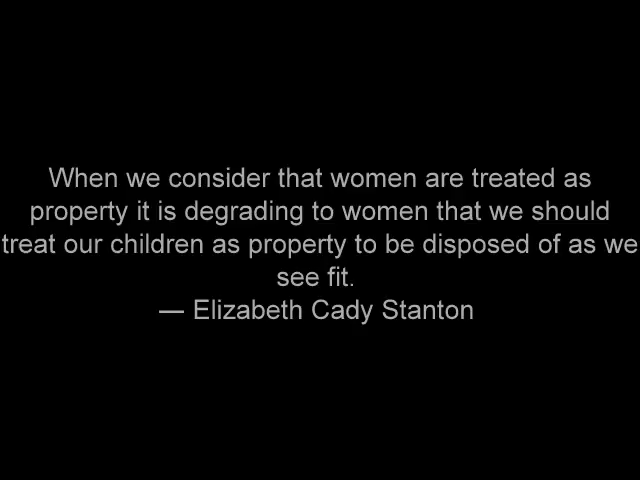 When we consider that women are treated as
property it is degrading to women that we should
treat our children as property to be disposed of as we
see fit.
— Elizabeth Cady Stanton